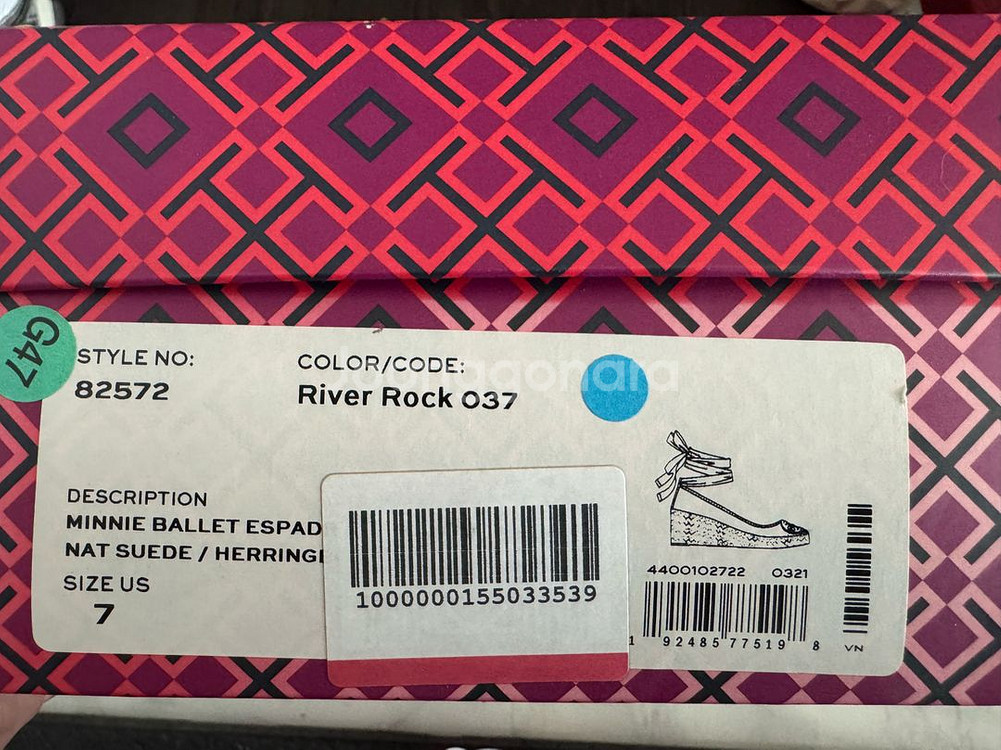 G47
STYLE NO:
82572
COLOR/CODE:
River Rock 037
DESCRIPTION
MINNIE BALLET ESPAD
NAT SUEDE / HERRING
SIZE US
7
1000000155033539
4400102722 0321
1 92485 77519 8
VN